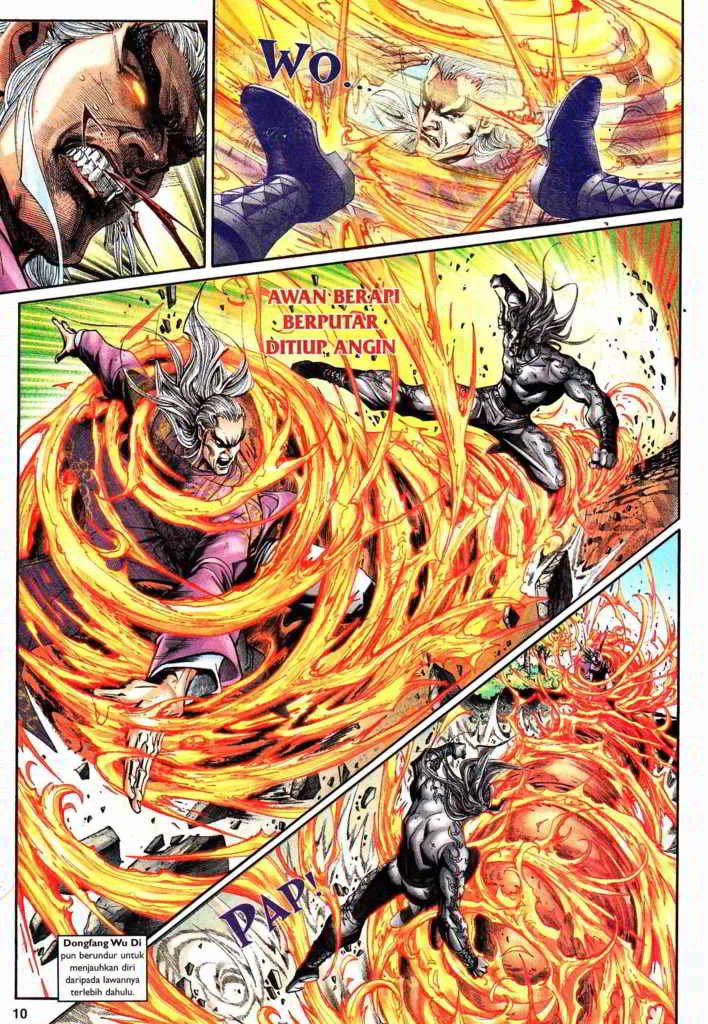 WO...
AWAN BERAPI
BERPUTAR
DITIUP ANGIN
PAP!
Dongfang Wu Di
pun berundur untuk
menjauhkan diri
daripada lawannya
terlebih dahulu.
10